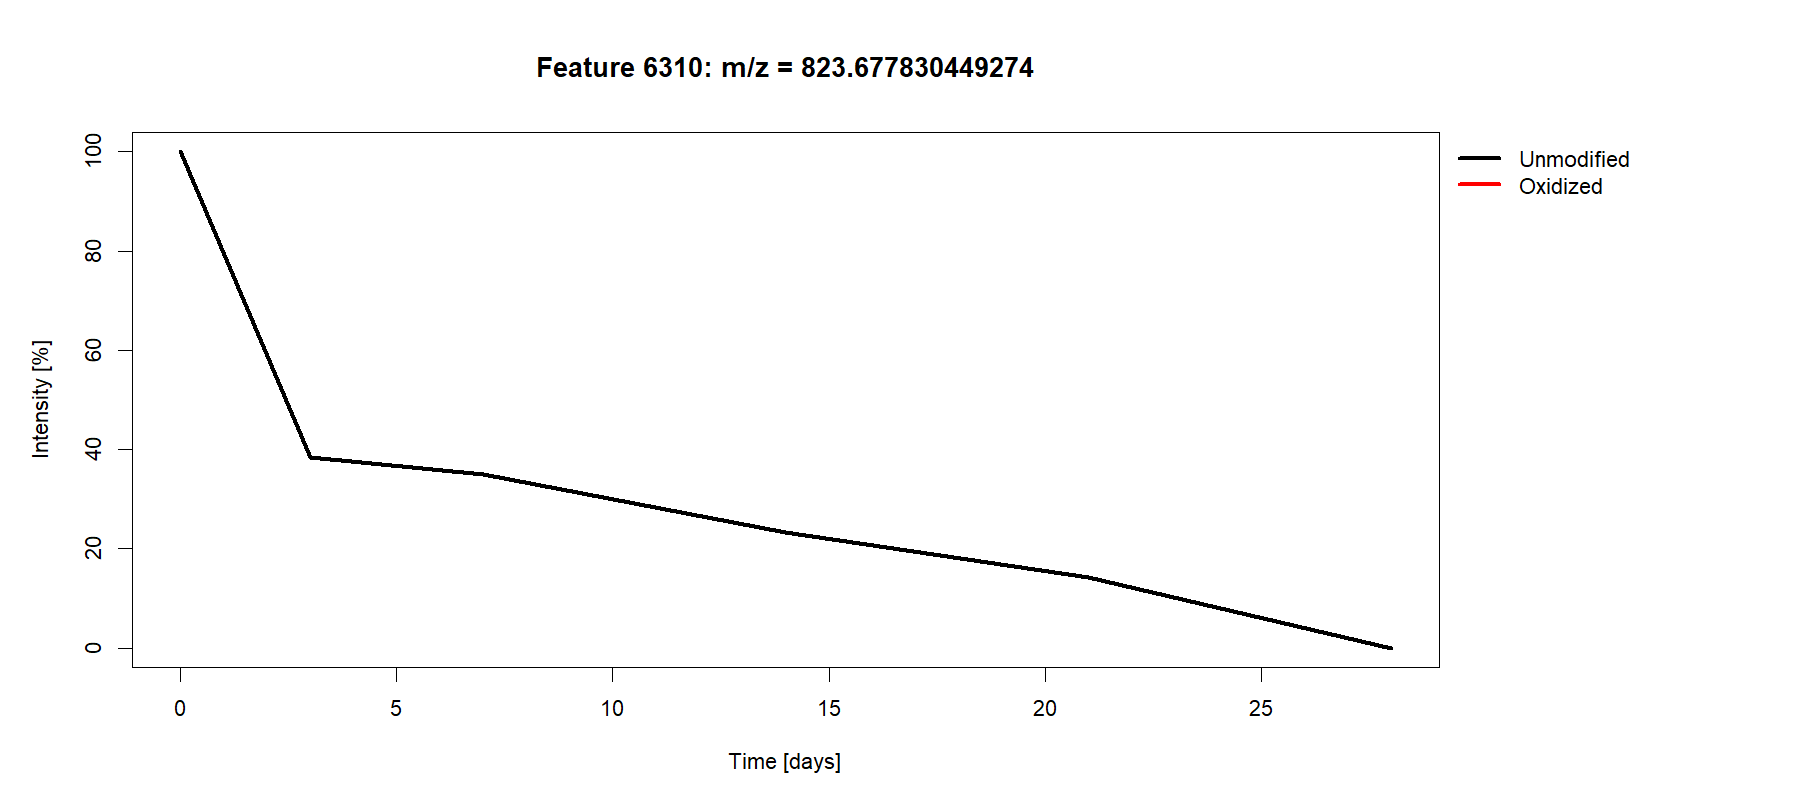 Feature 6310: m/z = 823.677830449274
Unmodified
Oxidized
Intensity [%]
100
80
60
40
20
0
0 5 10 15 20 25
Time [days]